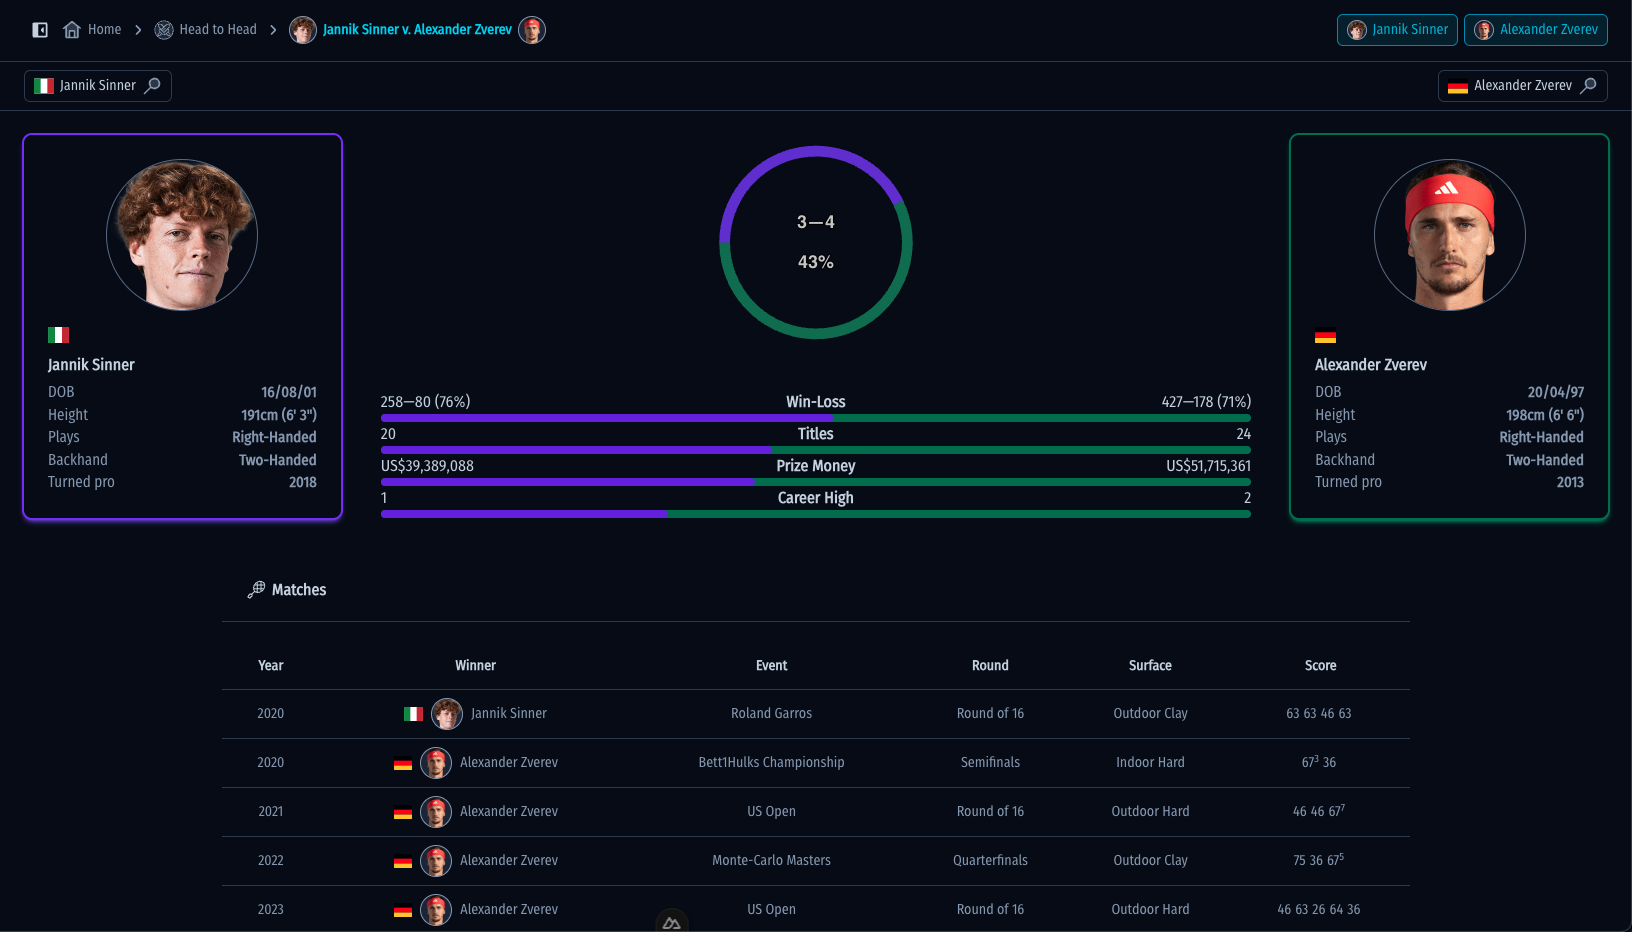 Home
Head to Head
Jannik Sinner v. Alexander Zverev
Jannik Sinner
Alexander Zverev
Jannik Sinner
Alexander Zverev
3—4
43%
Jannik Sinner
DOB 16/08/01
Height 191cm (6' 3")
Plays Right-Handed
Backhand Two-Handed
Turned pro 2018
258—80 (76%) Win-Loss 427—178 (71%)
20 Titles 24
US$39,389,088 Prize Money US$51,715,361
1 Career High 2
Alexander Zverev
DOB 20/04/97
Height 198cm (6' 6")
Plays Right-Handed
Backhand Two-Handed
Turned pro 2013
Matches
Year Winner Event Round Surface Score
2020 Jannik Sinner Roland Garros Round of 16 Outdoor Clay 63 63 46 63
2020 Alexander Zverev Bett1Hulks Championship Semifinals Indoor Hard 67³ 36
2021 Alexander Zverev US Open Round of 16 Outdoor Hard 46 46 67⁷
2022 Alexander Zverev Monte-Carlo Masters Quarterfinals Outdoor Clay 75 36 67⁵
2023 Alexander Zverev US Open Round of 16 Outdoor Hard 46 63 26 64 36